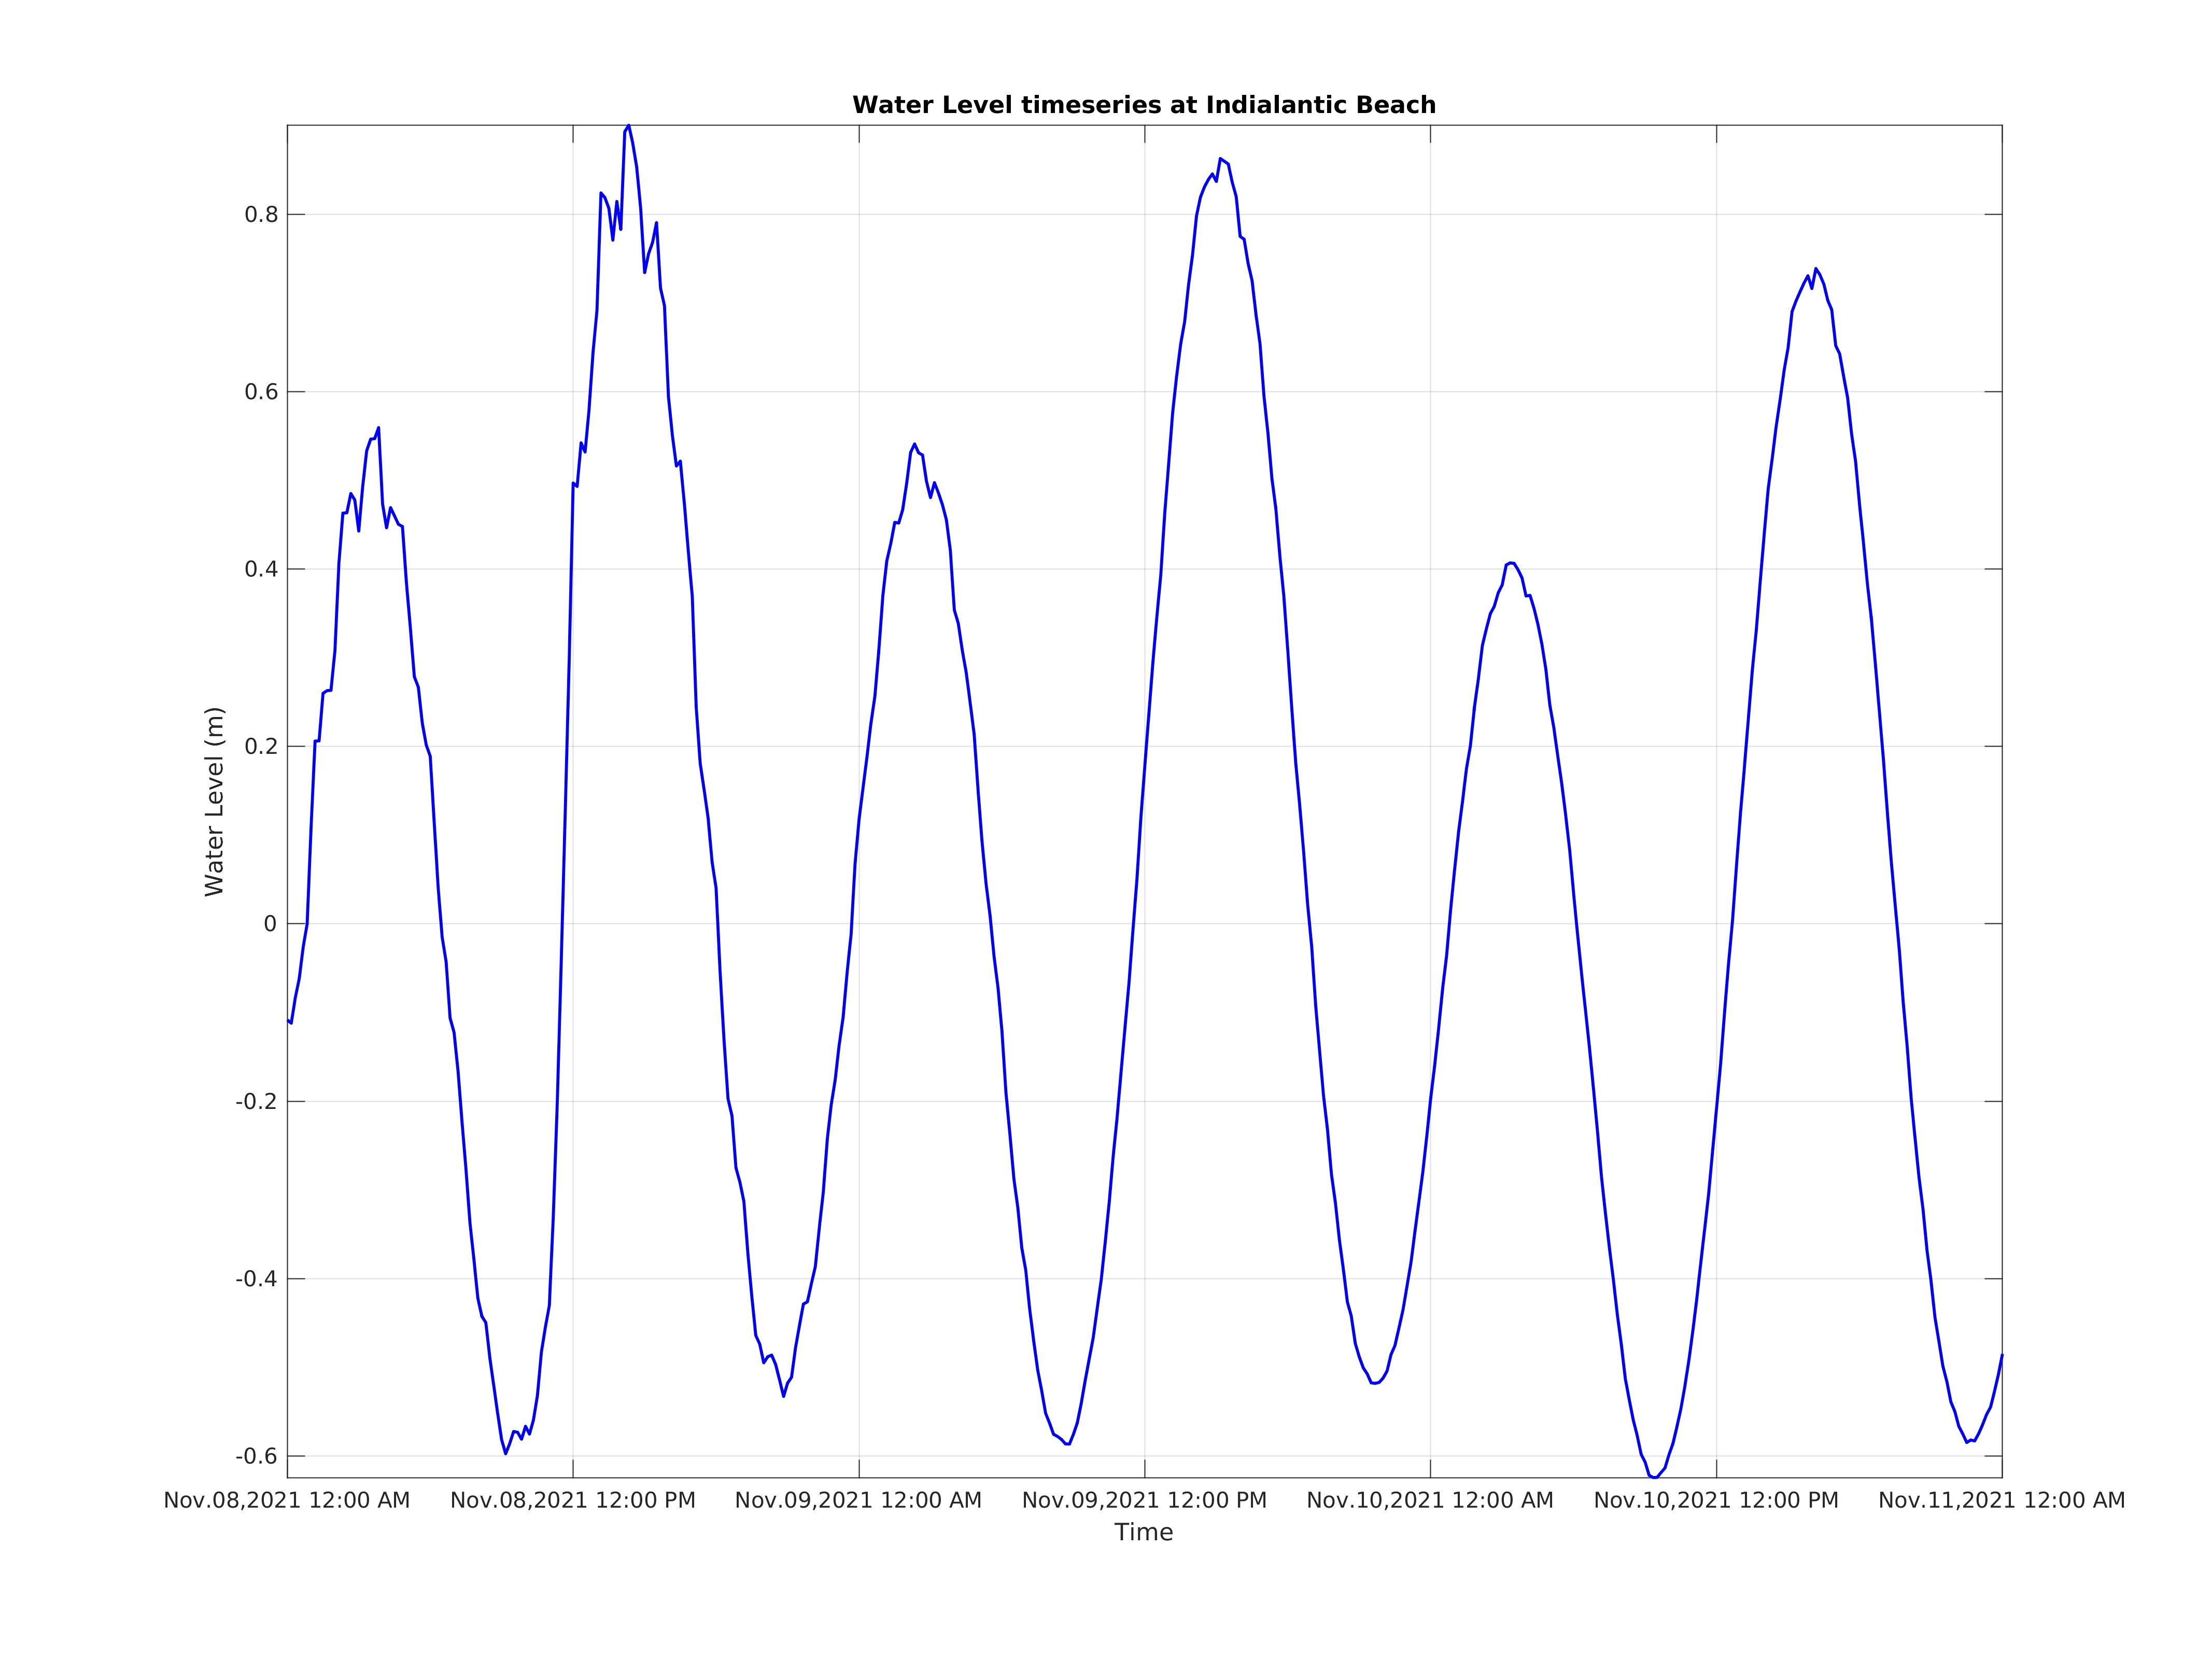 Water Level timeseries at Indialantic Beach
0.8
0.6
0.4
0.2
0
-0.2
-0.4
-0.6
Water Level (m)
Nov.08,2021 12:00 AM Nov.08,2021 12:00 PM Nov.09,2021 12:00 AM Nov.09,2021 12:00 PM Nov.10,2021 12:00 AM Nov.10,2021 12:00 PM Nov.11,2021 12:00 AM
Time